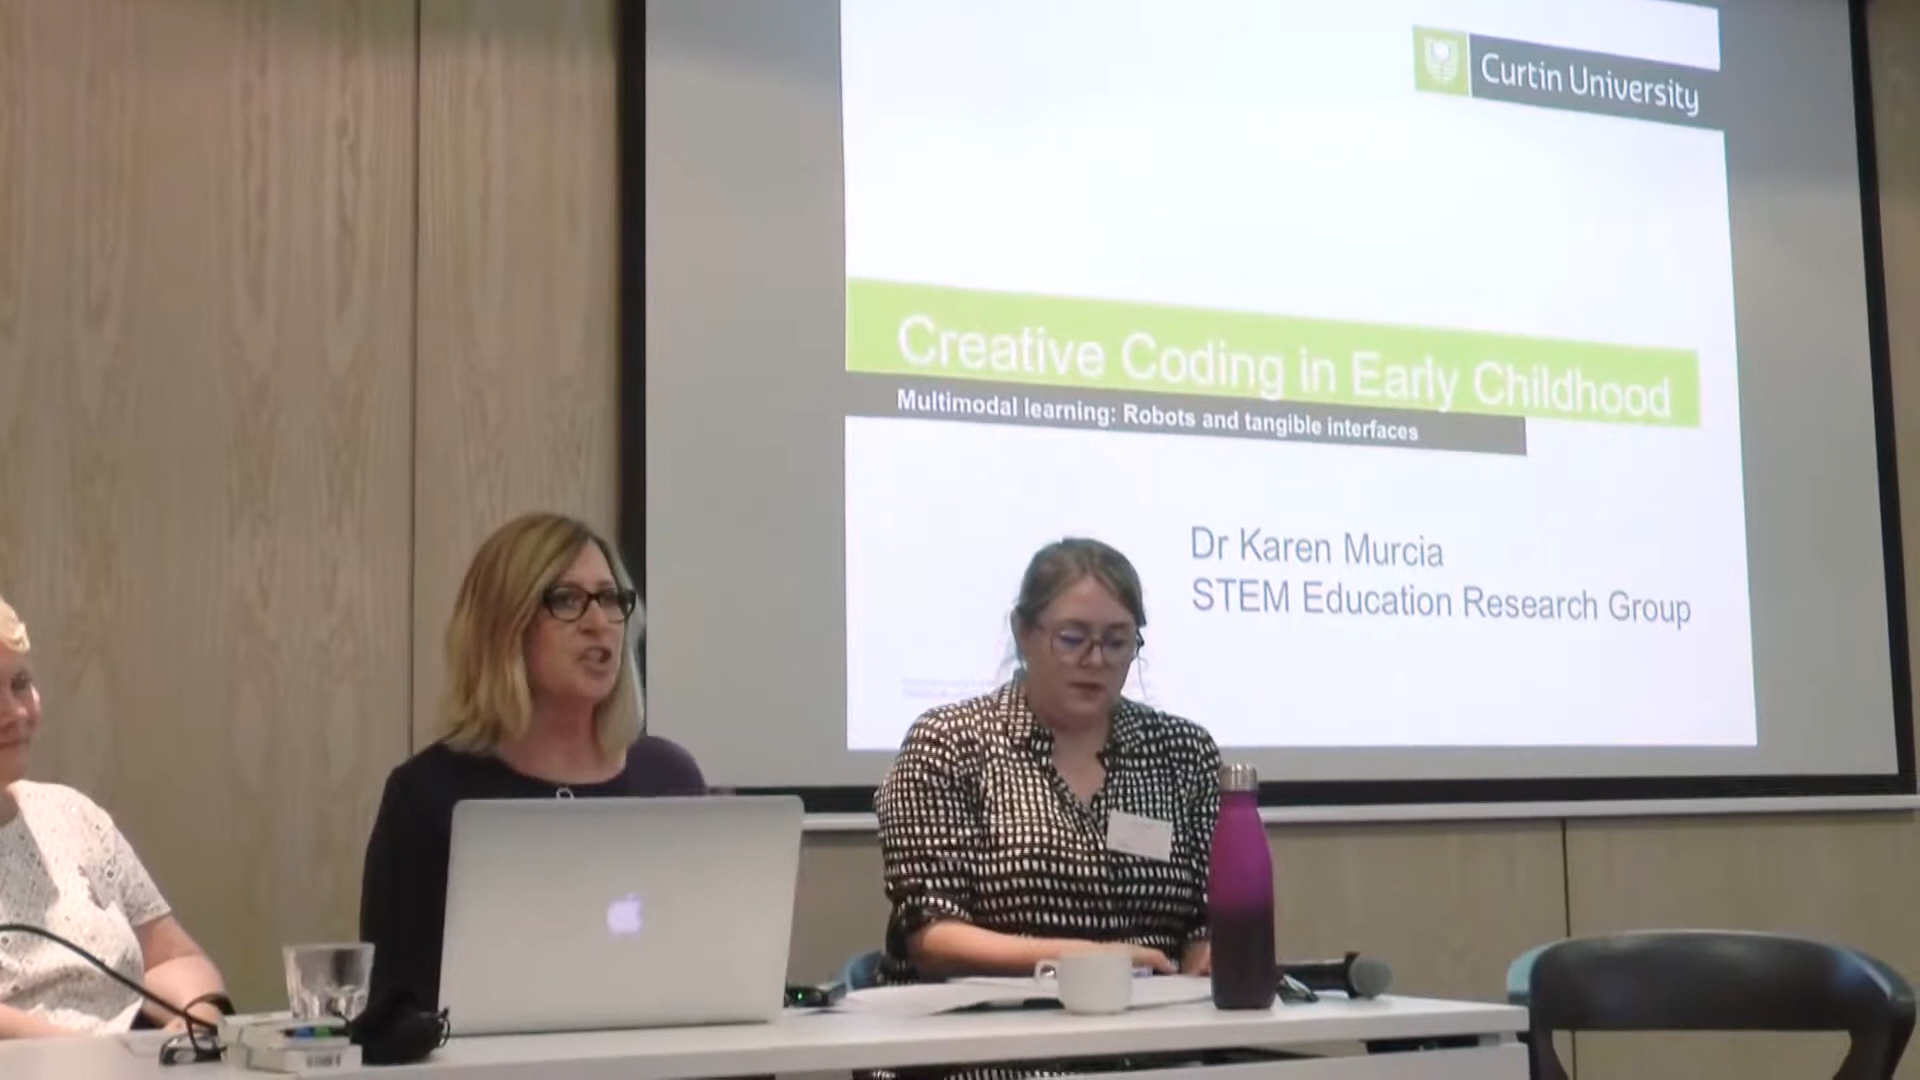 Curtin University
Creative Coding in Early Childhood
Multimodal learning: Robots and tangible interfaces
Dr Karen Murcia
STEM Education Research Group